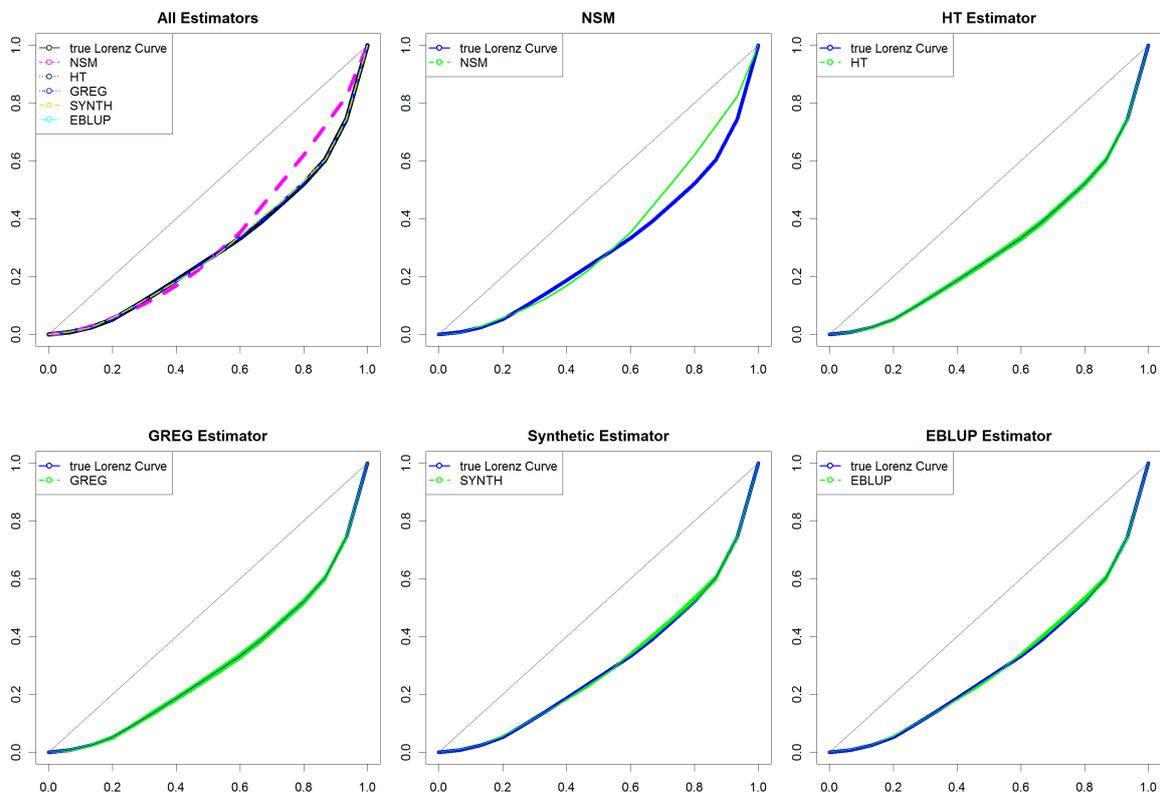 All Estimators
true Lorenz Curve
NSM
HT
GREG
SYNTH
EBLUP
0.0 0.2 0.4 0.6 0.8 1.0
0.0 0.2 0.4 0.6 0.8 1.0
NSM
true Lorenz Curve
NSM
0.0 0.2 0.4 0.6 0.8 1.0
0.0 0.2 0.4 0.6 0.8 1.0
HT Estimator
true Lorenz Curve
HT
0.0 0.2 0.4 0.6 0.8 1.0
0.0 0.2 0.4 0.6 0.8 1.0
GREG Estimator
true Lorenz Curve
GREG
0.0 0.2 0.4 0.6 0.8 1.0
0.0 0.2 0.4 0.6 0.8 1.0
Synthetic Estimator
true Lorenz Curve
SYNTH
0.0 0.2 0.4 0.6 0.8 1.0
0.0 0.2 0.4 0.6 0.8 1.0
EBLUP Estimator
true Lorenz Curve
EBLUP
0.0 0.2 0.4 0.6 0.8 1.0
0.0 0.2 0.4 0.6 0.8 1.0